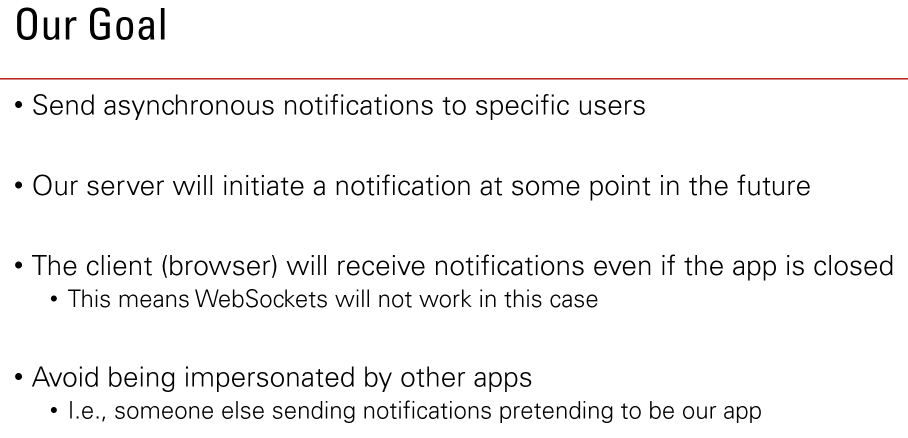 Our Goal
• Send asynchronous notifications to specific users
• Our server will initiate a notification at some point in the future
• The client (browser) will receive notifications even if the app is closed
• This means WebSockets will not work in this case
• Avoid being impersonated by other apps
• I.e., someone else sending notifications pretending to be our app